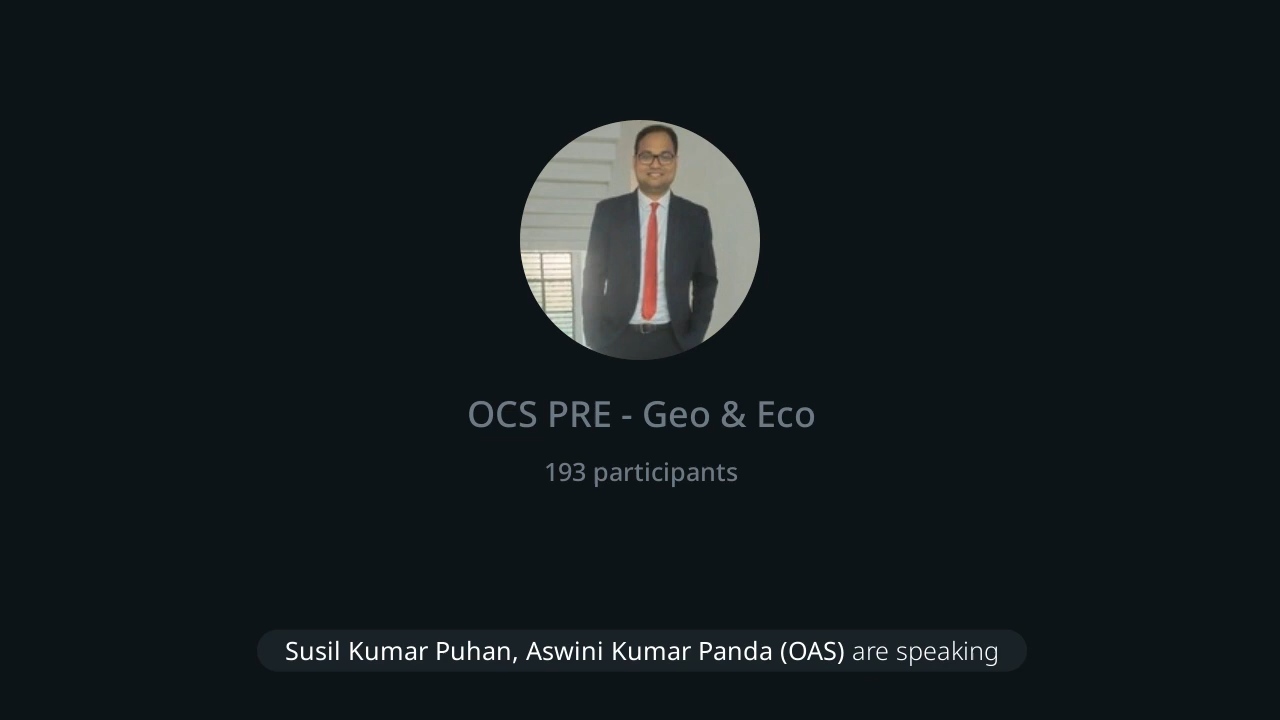 OCS PRE - Geo & Eco
193 participants
Susil Kumar Puhan, Aswini Kumar Panda (OAS) are speaking